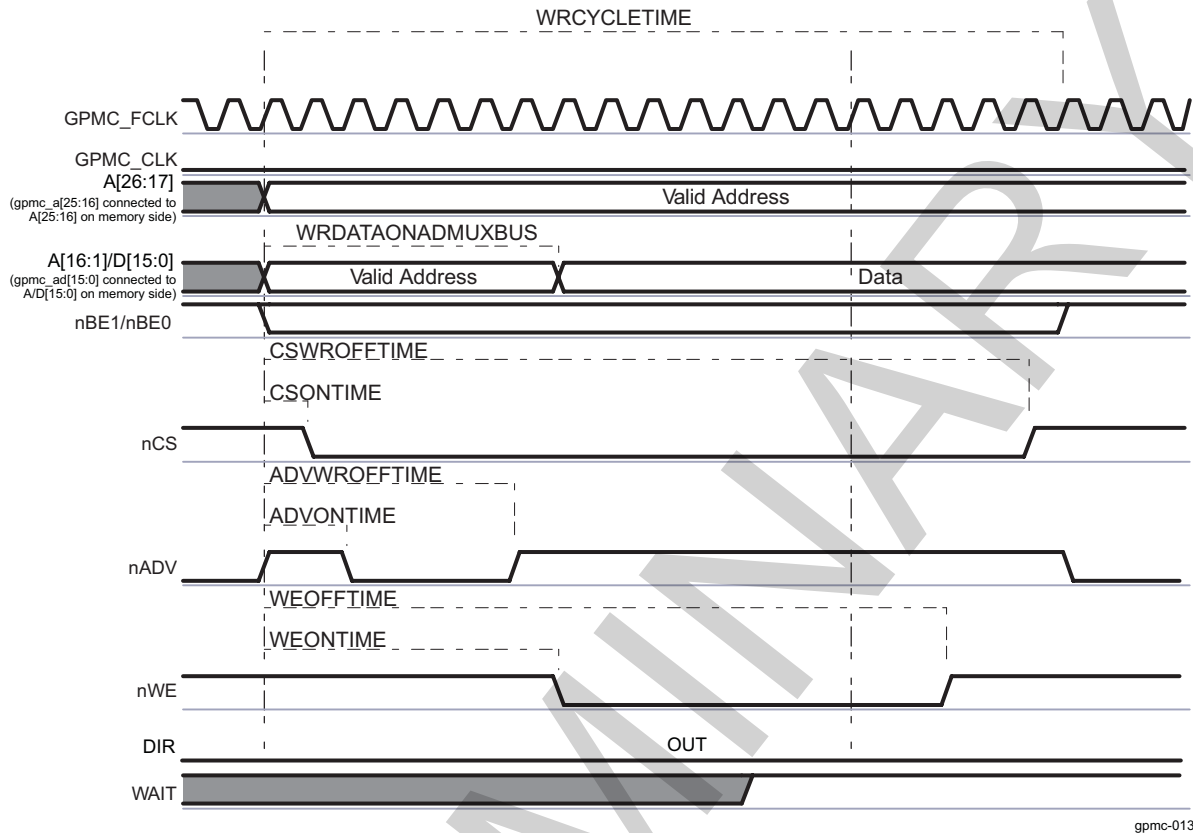 WRCYCLETIME
GPMC_FCLK
GPMC_CLK
A[26:17]
(gpmc_a[25:16] connected to
A[25:16] on memory side)
Valid Address
WRDATAONADMUXBUS
A[16:1]/D[15:0]
(gpmc_ad[15:0] connected to
A/D[15:0] on memory side)
Valid Address
Data
nBE1/nBE0
CSWROFFTIME
CSONTIME
nCS
ADVWROFFTIME
ADVONTIME
nADV
WEOFFTIME
WEONTIME
nWE
DIR
OUT
WAIT
gpmc-013
MINARY